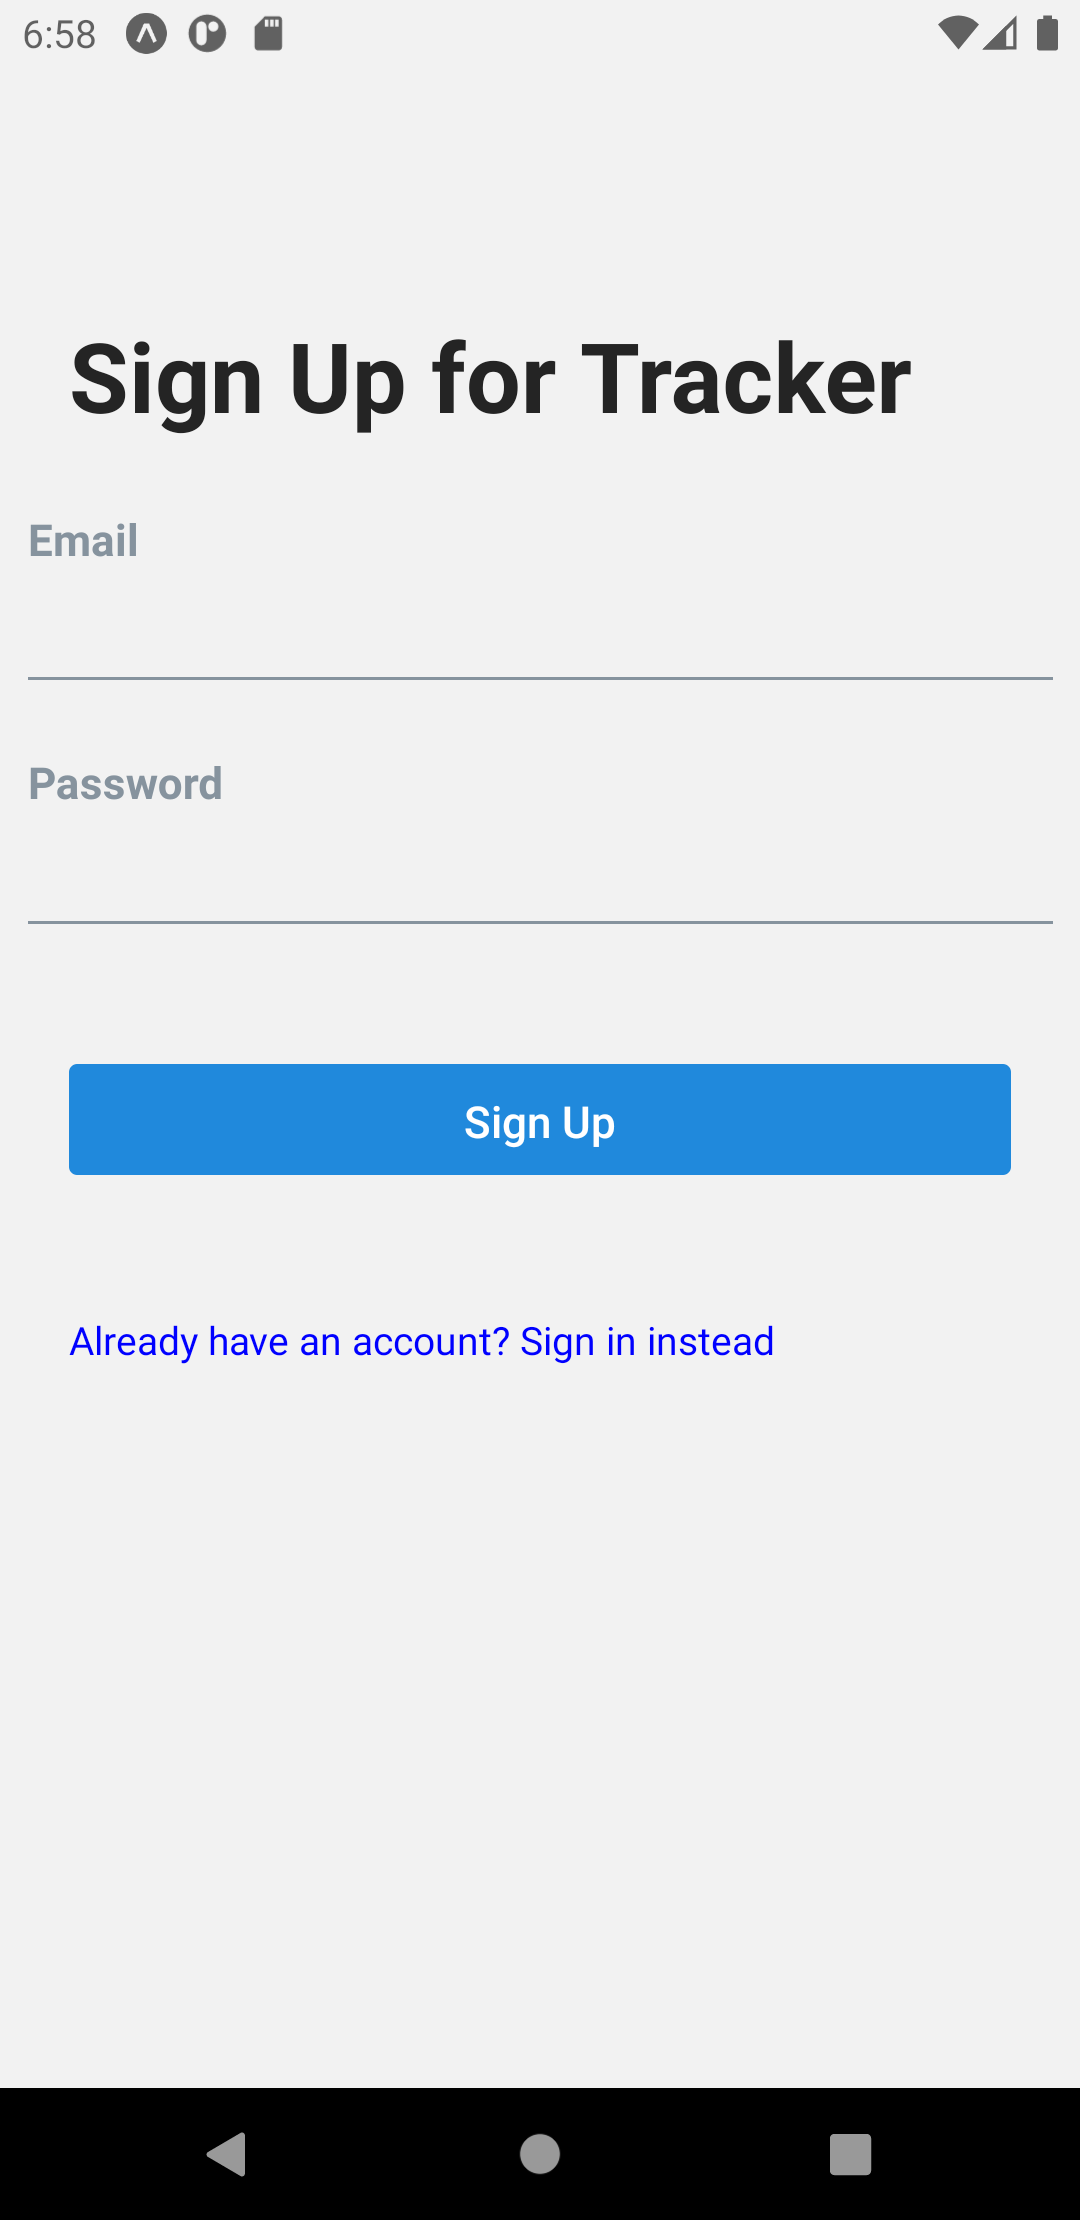 6:58
Sign Up for Tracker
Email
Password
Sign Up
Already have an account? Sign in instead